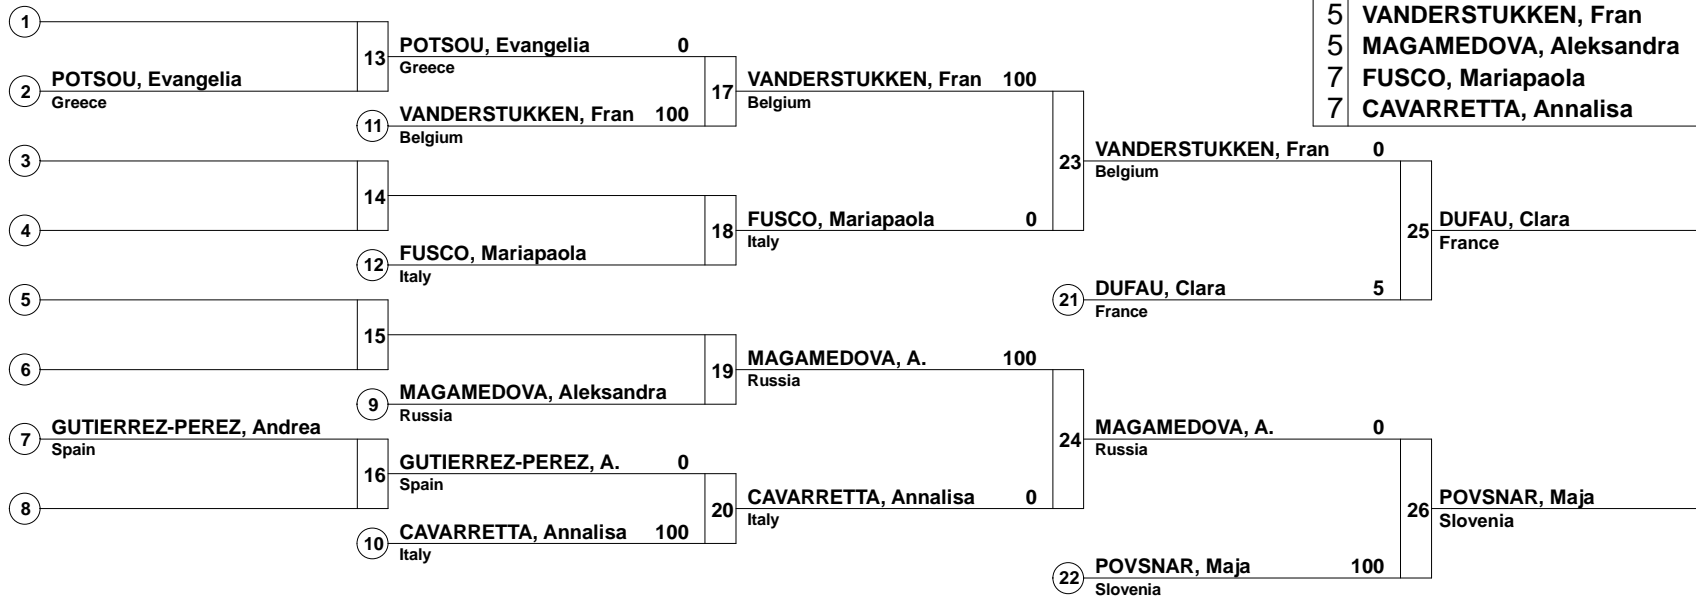 5 VANDERSTUKKEN, Fran
5 MAGAMEDOVA, Aleksandra
7 FUSCO, Mariapaola
7 CAVARRETTA, Annalisa
1
2 POTSOU, Evangelia
Greece
13 POTSOU, Evangelia 0
Greece
11 VANDERSTUKKEN, Fran 100
Belgium
17 VANDERSTUKKEN, Fran 100
Belgium
3
4
14
12 FUSCO, Mariapaola
Italy
18 FUSCO, Mariapaola 0
Italy
23 VANDERSTUKKEN, Fran 0
Belgium
21 DUFAU, Clara 5
France
25 DUFAU, Clara
France
5
6
15
9 MAGAMEDOVA, Aleksandra
Russia
19 MAGAMEDOVA, A. 100
Russia
7 GUTIERREZ-PEREZ, Andrea
Spain
8
16 GUTIERREZ-PEREZ, A. 0
Spain
10 CAVARRETTA, Annalisa 100
Italy
20 CAVARRETTA, Annalisa 0
Italy
24 MAGAMEDOVA, A. 0
Russia
22 POVSNAR, Maja 100
Slovenia
26 POVSNAR, Maja
Slovenia